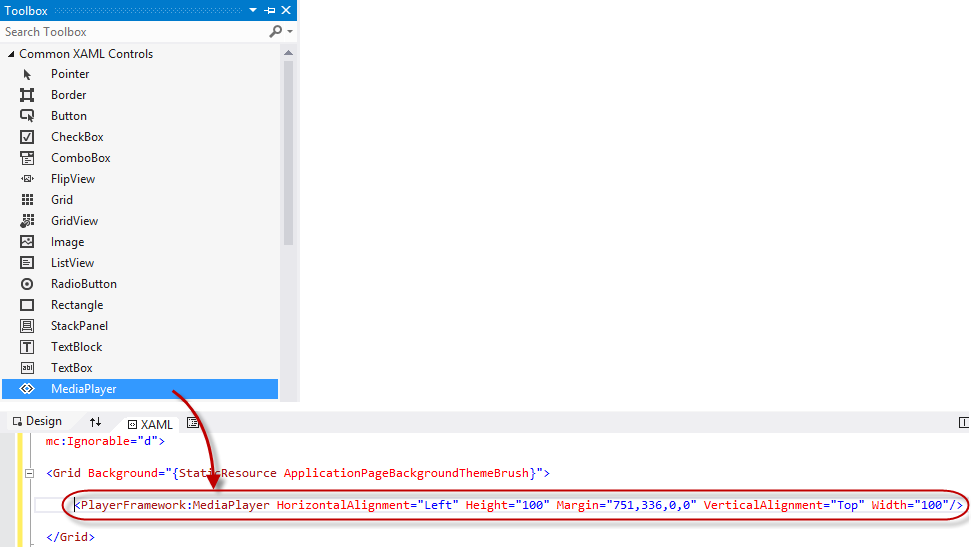 Toolbox
Search Toolbox
Common XAML Controls
Pointer
Border
Button
CheckBox
ComboBox
FlipView
Grid
GridView
Image
ListView
RadioButton
Rectangle
StackPanel
TextBlock
TextBox
MediaPlayer
Design XAML
mc:Ignorable="d">
<Grid Background="{StaticResource ApplicationPageBackgroundThemeBrush}">
<PlayerFramework:MediaPlayer HorizontalAlignment="Left" Height="100" Margin="751,336,0,0" VerticalAlignment="Top" Width="100"/>
</Grid>